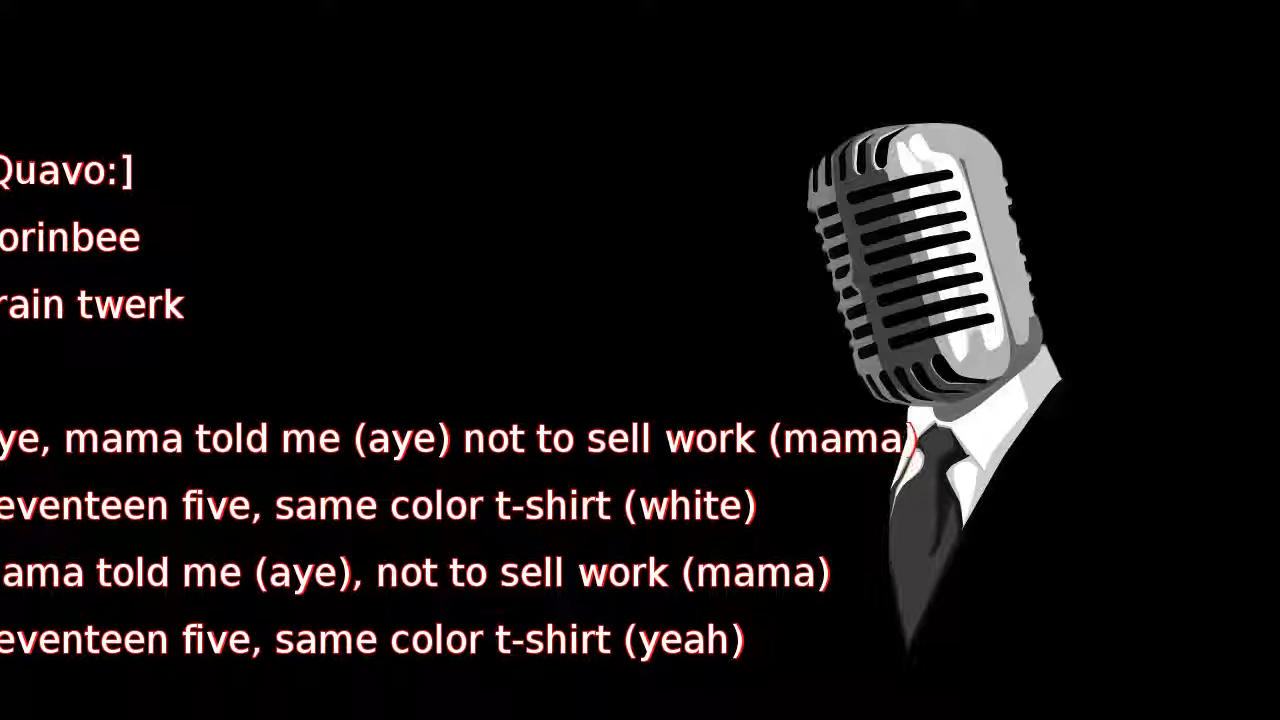 Quavo:]
orinbee
rain twerk
ye, mama told me (aye) not to sell work (mama)
eventeen five, same color t-shirt (white)
ama told me (aye), not to sell work (mama)
eventeen five, same color t-shirt (yeah)